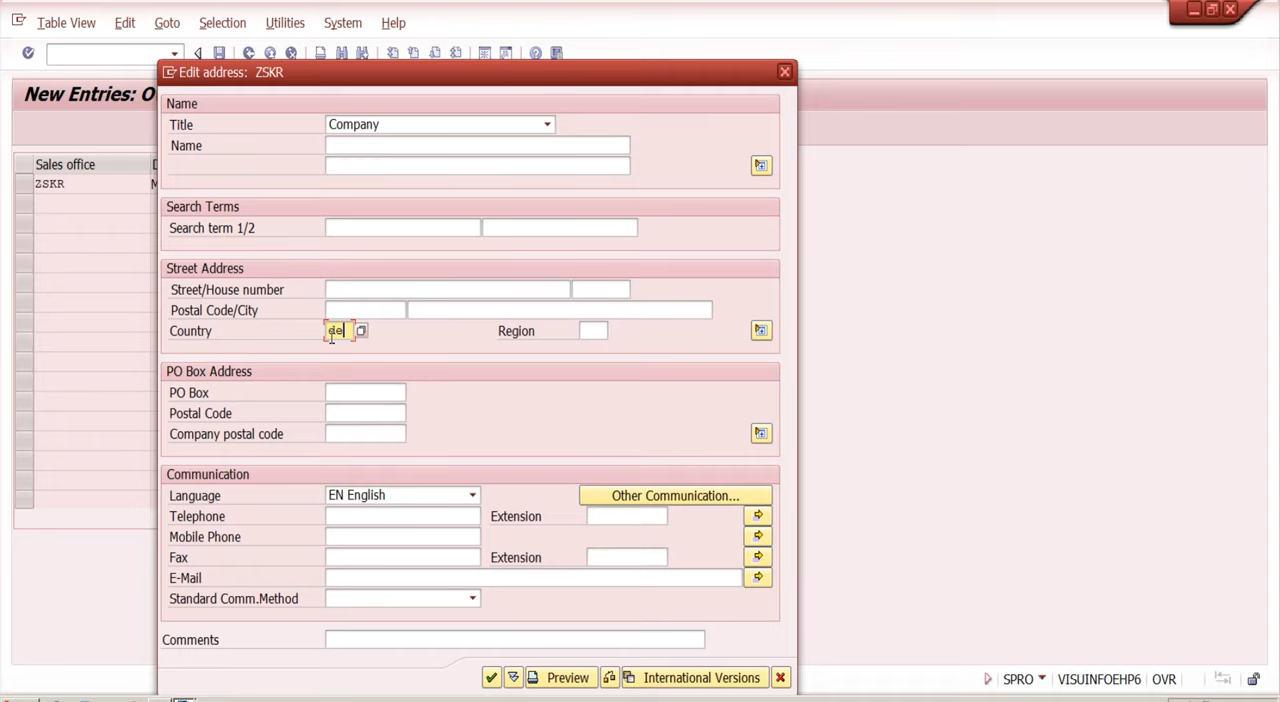 Table View Edit Goto Selection Utilities System Help
New Entries: O
Edit address: ZSKR
Sales office D
ZSKR M
Name
Title Company
Name
Search Terms
Search term 1/2
Street Address
Street/House number
Postal Code/City
Country de Region
PO Box Address
PO Box
Postal Code
Company postal code
Communication
Language EN English Other Communication...
Telephone Extension
Mobile Phone
Fax Extension
E-Mail
Standard Comm.Method
Comments
Preview International Versions
SPRO VISUINFOEHP6 OVR